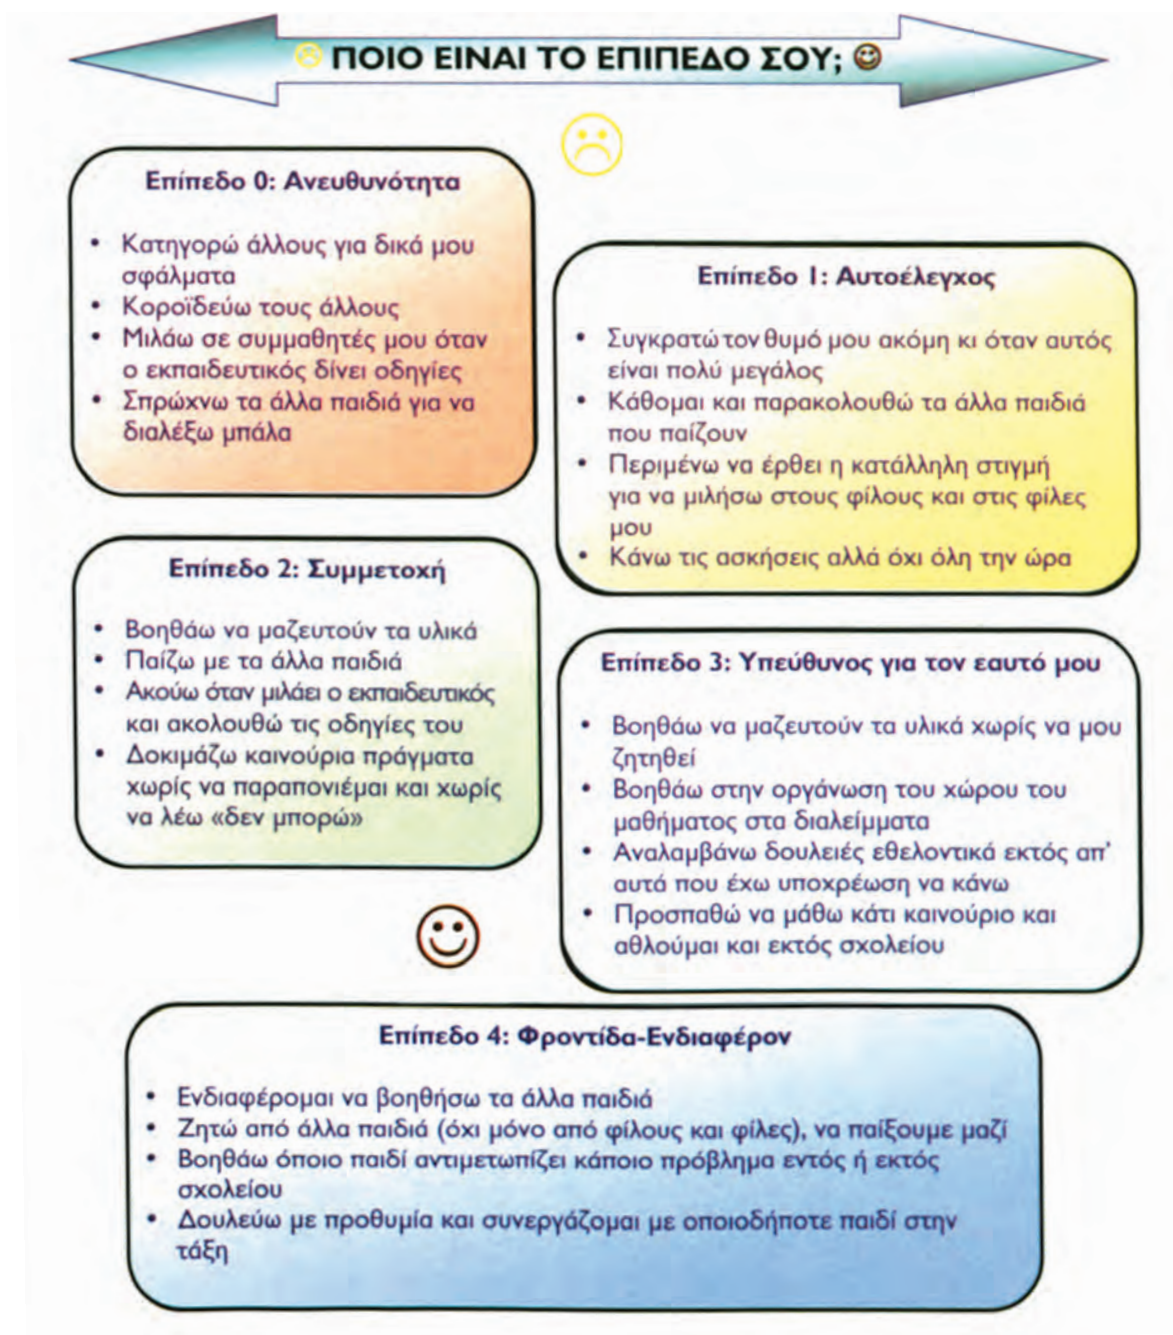 ΠΟΙΟ ΕΙΝΑΙ ΤΟ ΕΠΙΠΕΔΟ ΣΟΥ;
Επίπεδο 0: Ανευθυνότητα
• Κατηγορώ άλλους για δικά μου
σφάλματα
• Κοροϊδεύω τους άλλους
• Μιλάω σε συμμαθητές μου όταν
ο εκπαιδευτικός δίνει οδηγίες
• Σπρώχνω τα άλλα παιδιά για να
διαλέξω μπάλα
Επίπεδο 1: Αυτοέλεγχος
• Συγκρατώ τον θυμό μου ακόμη κι όταν αυτός
είναι πολύ μεγάλος
• Κάθομαι και παρακολουθώ τα άλλα παιδιά
που παίζουν
• Περιμένω να έρθει η κατάλληλη στιγμή
για να μιλήσω στους φίλους και στις φίλες
μου
• Κάνω τις ασκήσεις αλλά όχι όλη την ώρα
Επίπεδο 2: Συμμετοχή
• Βοηθάω να μαζευτούν τα υλικά
• Παίζω με τα άλλα παιδιά
• Ακούω όταν μιλάει ο εκπαιδευτικός
και ακολουθώ τις οδηγίες του
• Δοκιμάζω καινούρια πράγματα
χωρίς να παραπονιέμαι και χωρίς
να λέω «δεν μπορώ»
Επίπεδο 3: Υπεύθυνος για τον εαυτό μου
• Βοηθάω να μαζευτούν τα υλικά χωρίς να μου
ζητηθεί
• Βοηθάω στην οργάνωση του χώρου του
μαθήματος στα διαλείμματα
• Αναλαμβάνω δουλειές εθελοντικά εκτός απ'
αυτά που έχω υποχρέωση να κάνω
• Προσπαθώ να μάθω κάτι καινούριο και
αθλούμαι και εκτός σχολείου
Επίπεδο 4: Φροντίδα-Ενδιαφέρον
• Ενδιαφέρομαι να βοηθήσω τα άλλα παιδιά
• Ζητώ από άλλα παιδιά (όχι μόνο από φίλους και φίλες), να παίξουμε μαζί
• Βοηθάω όποιο παιδί αντιμετωπίζει κάποιο πρόβλημα εντός ή εκτός
σχολείου
• Δουλεύω με προθυμία και συνεργάζομαι με οποιοδήποτε παιδί στην
τάξη